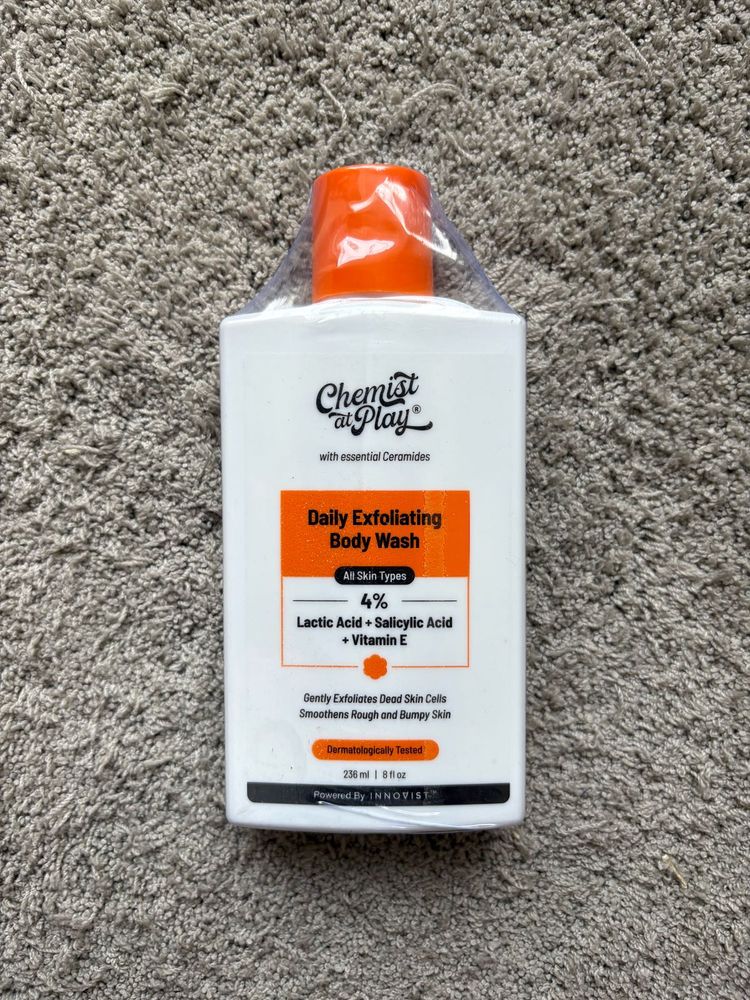 Chemist
at Play®
with essential Ceramides
Daily Exfoliating
Body Wash
All Skin Types
4%
Lactic Acid + Salicylic Acid
+ Vitamin E
Gently Exfoliates Dead Skin Cells
Smoothens Rough and Bumpy Skin
Dermatologically Tested
236 ml | 8 fl oz
Powered By INNOVIST™